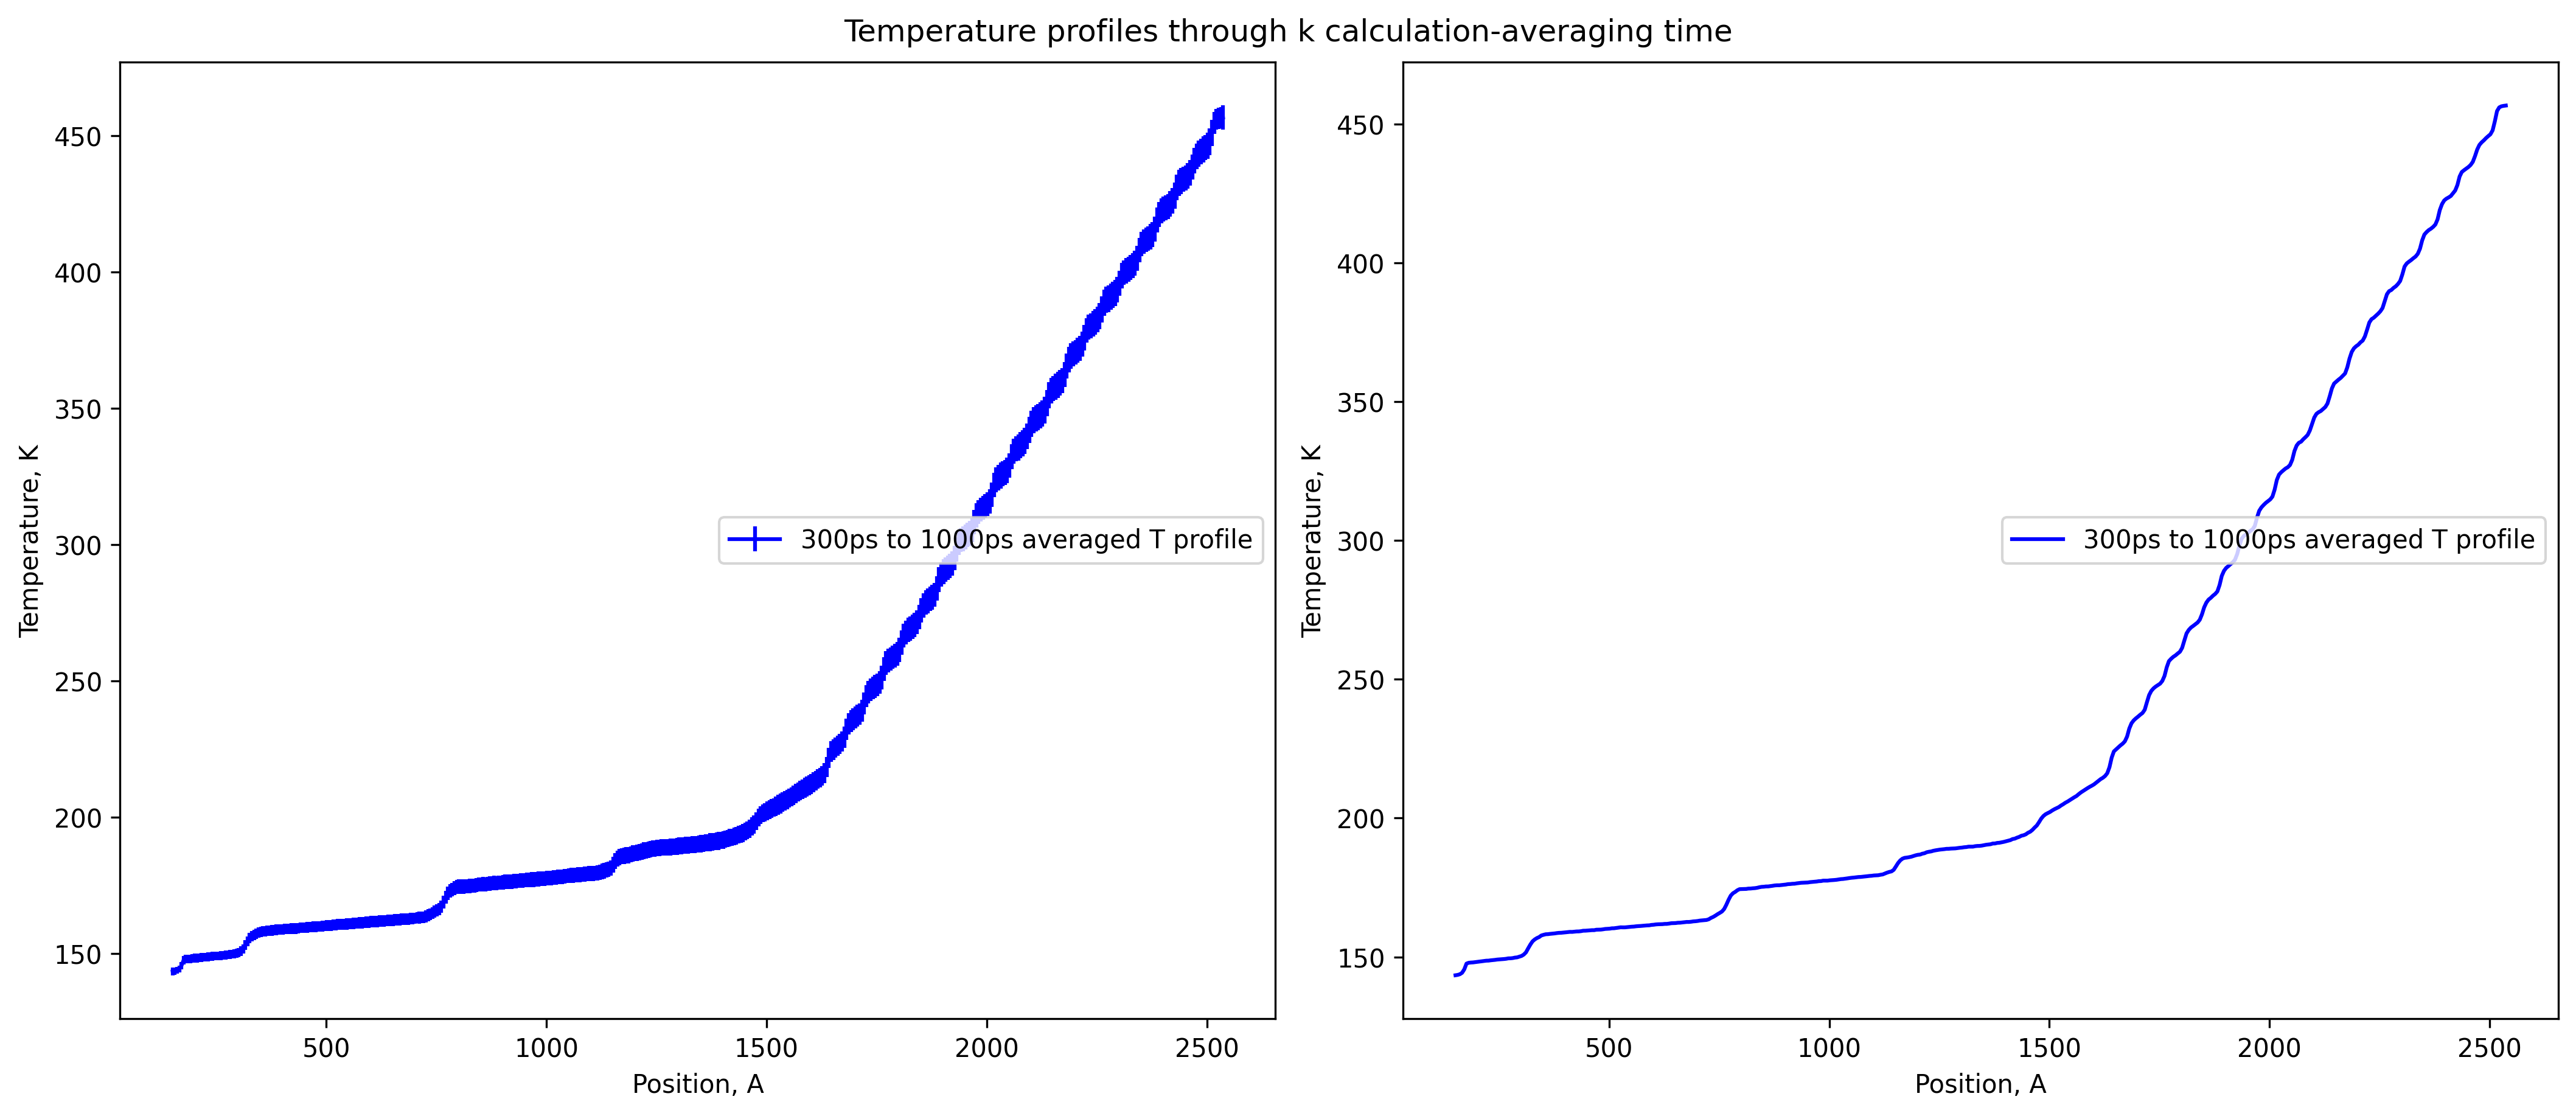 Temperature profiles through k calculation-averaging time
450
400
350
300
250
200
150
Temperature, K
300ps to 1000ps averaged T profile
500 1000 1500 2000 2500
Position, A
450
400
350
300
250
200
150
Temperature, K
300ps to 1000ps averaged T profile
500 1000 1500 2000 2500
Position, A